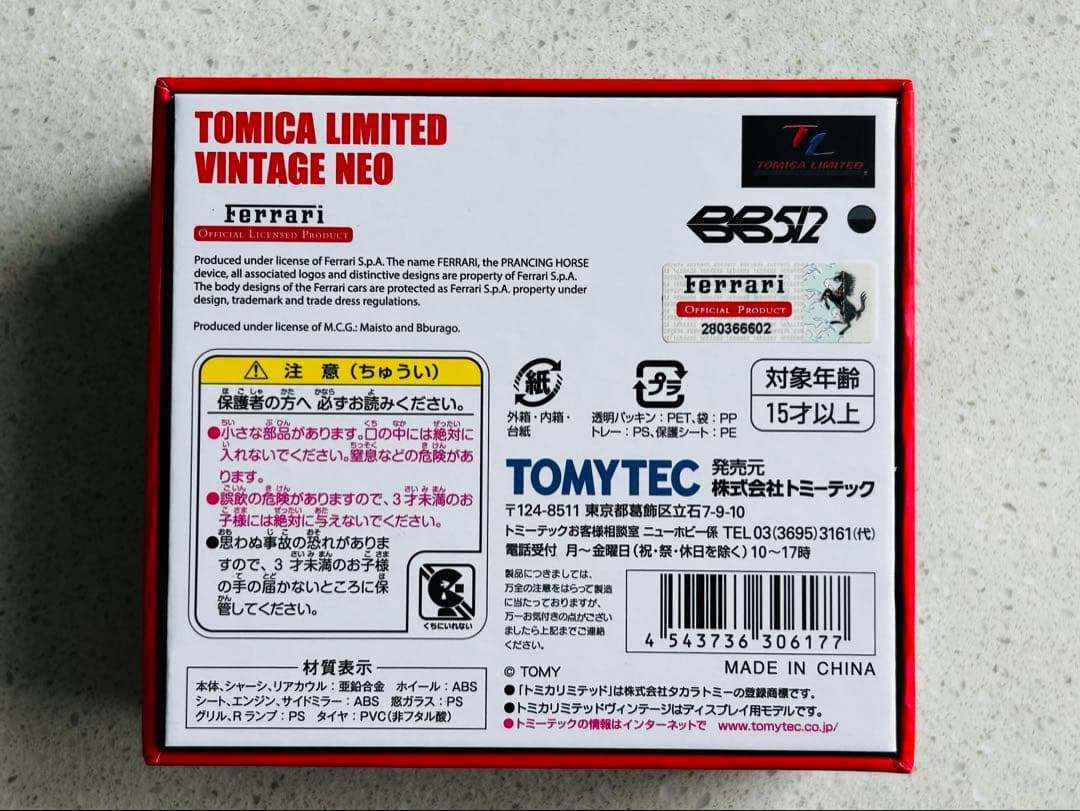 TOMICA LIMITED
VINTAGE NEO
TL
TOMICA LIMITED
Ferrari
OFFICIAL LICENSED PRODUCT
BB512
Produced under license of Ferrari S.p.A. The name FERRARI, the PRANCING HORSE
device, all associated logos and distinctive designs are property of Ferrari S.p.A.
The body designs of the Ferrari cars are protected as Ferrari S.p.A. property under
design, trademark and trade dress regulations.
Produced under license of M.C.G.: Maisto and Bburago.
Ferrari
OFFICIAL PRODUCT
280366602
注 意(ちゅうい)
保護者の方へ 必ずお読みください。
●小さな部品があります。口の中には絶対に
入れないでください。窒息などの危険があ
ります。
●誤飲の危険がありますので、3才未満のお
子様には絶対に与えないでください。
●思わぬ事故の恐れがありま
すので、3才未満のお子様
の手の届かないところに保
管してください。
くちにいれない
紙
外箱・内箱・
台紙
プラ
透明パッキン:PET、袋:PP
トレー:PS、保護シート:PE
対象年齢
15才以上
TOMYTEC 発売元
株式会社トミーテック
〒124-8511 東京都葛飾区立石7-9-10
トミーテックお客様相談室 ニューホビー係 TEL 03(3695)3161(代)
電話受付 月~金曜日(祝・祭・休日を除く)10~17時
製品につきましては、
万全の注意をはらって製造
に当たっておりますが、
万一お気付きの点がござい
ましたら上記までご連絡
ください。
4 543736 306177
MADE IN CHINA
© TOMY
●「トミカリミテッド」は株式会社タカラトミーの登録商標です。
●トミカリミテッドヴィンテージはディスプレイ用モデルです。
●トミーテックの情報はインターネットで www.tomytec.co.jp/
材質表示
本体、シャーシ、リアカウル:亜鉛合金 ホイール:ABS
シート、エンジン、サイドミラー:ABS 窓ガラス:PS
グリル、Rランプ:PS タイヤ:PVC(非フタル酸)